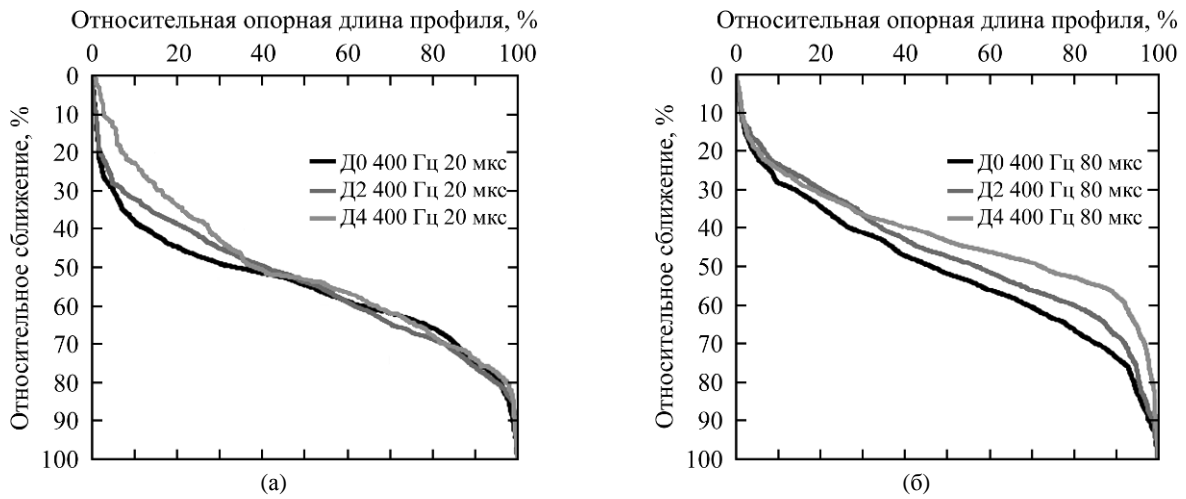 Относительная опорная длина профиля, %
0 20 40 60 80 100
Относительное сближение, %
0
10
20
30
40
50
60
70
80
90
100
Д0 400 Гц 20 мкс
Д2 400 Гц 20 мкс
Д4 400 Гц 20 мкс
(а)
Относительная опорная длина профиля, %
0 20 40 60 80 100
Относительное сближение, %
0
10
20
30
40
50
60
70
80
90
100
Д0 400 Гц 80 мкс
Д2 400 Гц 80 мкс
Д4 400 Гц 80 мкс
(б)